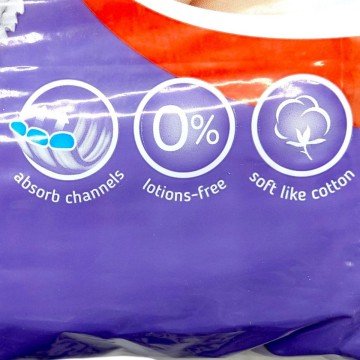 0%
absorb channels
lotions-free
soft like cotton